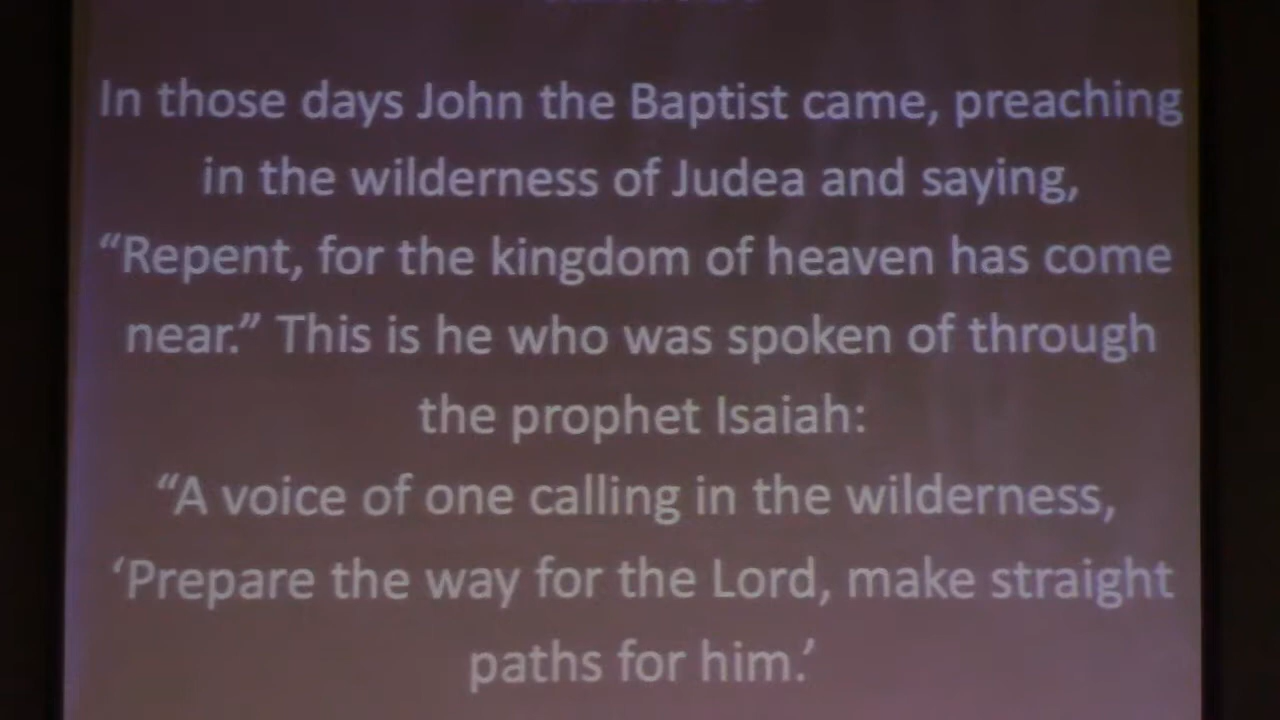 In those days John the Baptist came, preaching
in the wilderness of Judea and saying,
“Repent, for the kingdom of heaven has come
near.” This is he who was spoken of through
the prophet Isaiah:
“A voice of one calling in the wilderness,
‘Prepare the way for the Lord, make straight
paths for him.’